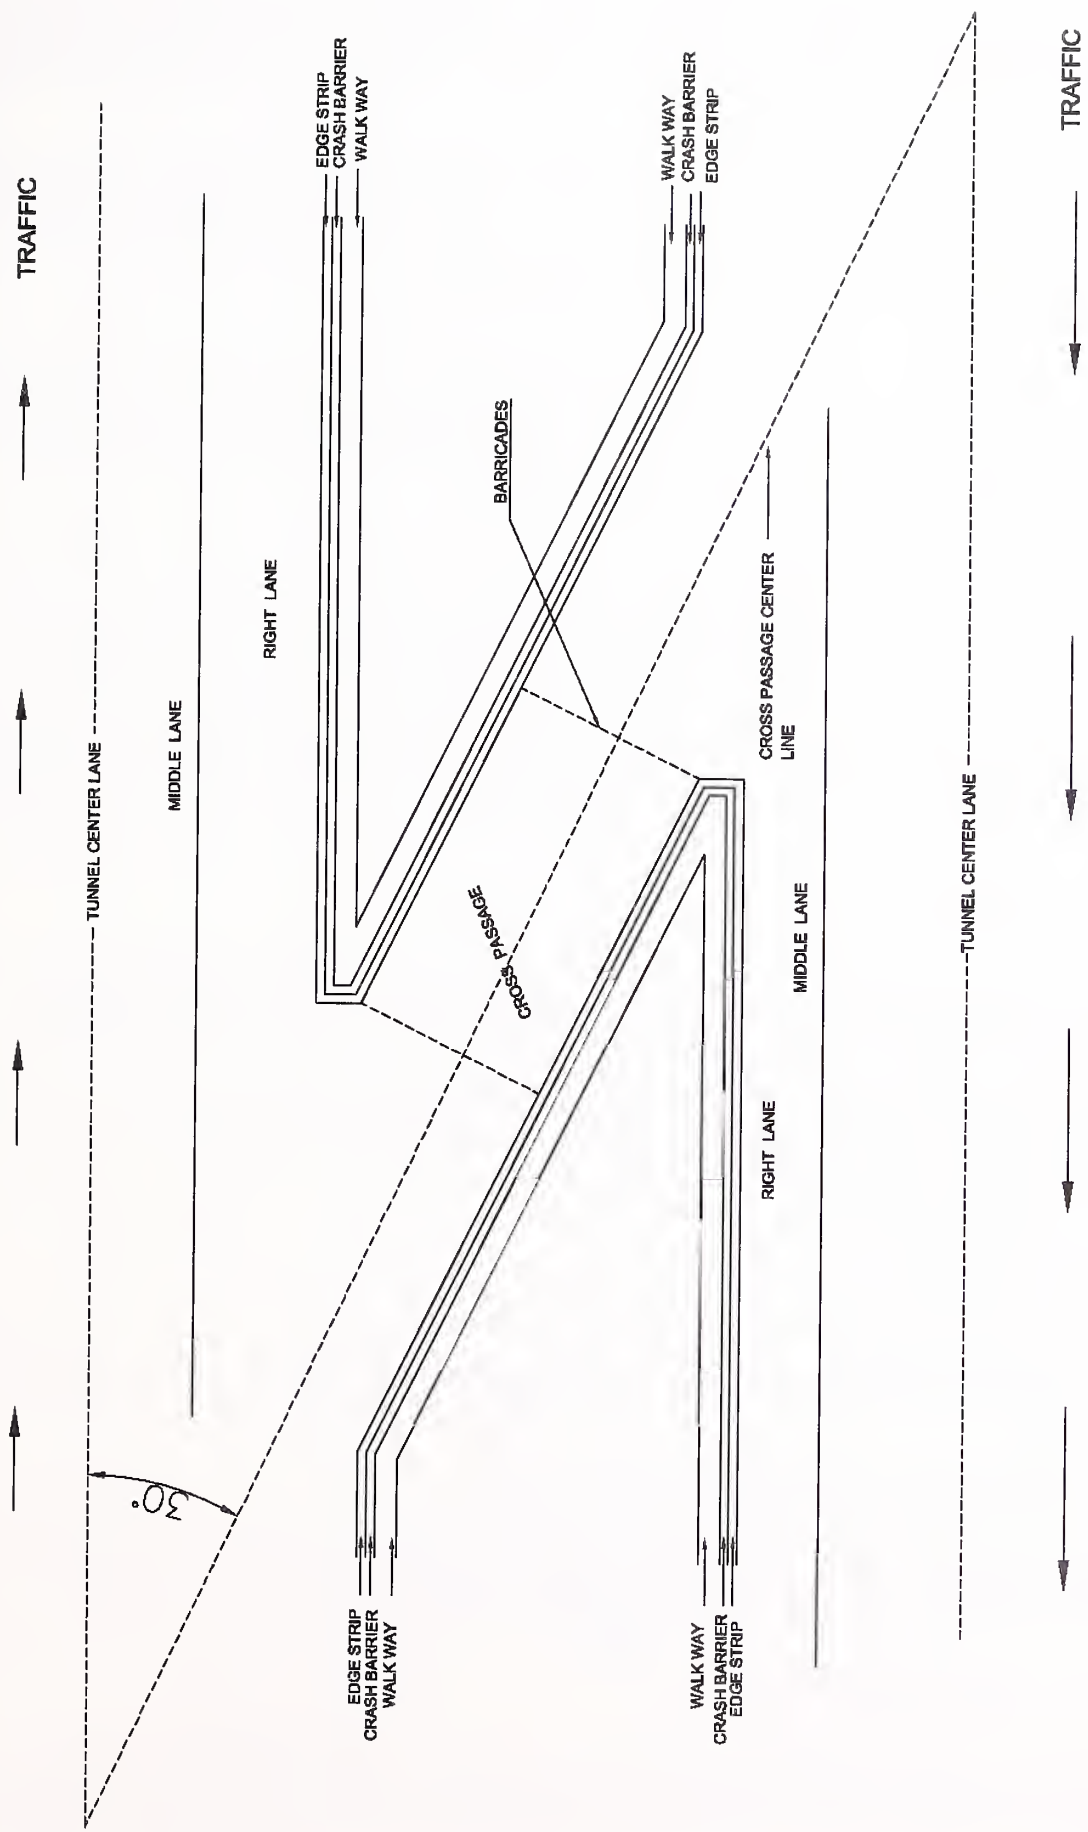 TRAFFIC
TUNNEL CENTER LANE
MIDDLE LANE
RIGHT LANE
EDGE STRIP
CRASH BARRIER
WALK WAY
30°
BARRICADES
CROSS PASSAGE
EDGE STRIP
CRASH BARRIER
WALK WAY
WALK WAY
CRASH BARRIER
EDGE STRIP
WALK WAY
CRASH BARRIER
EDGE STRIP
CROSS PASSAGE CENTER
LINE
RIGHT LANE
MIDDLE LANE
TUNNEL CENTER LANE
TRAFFIC